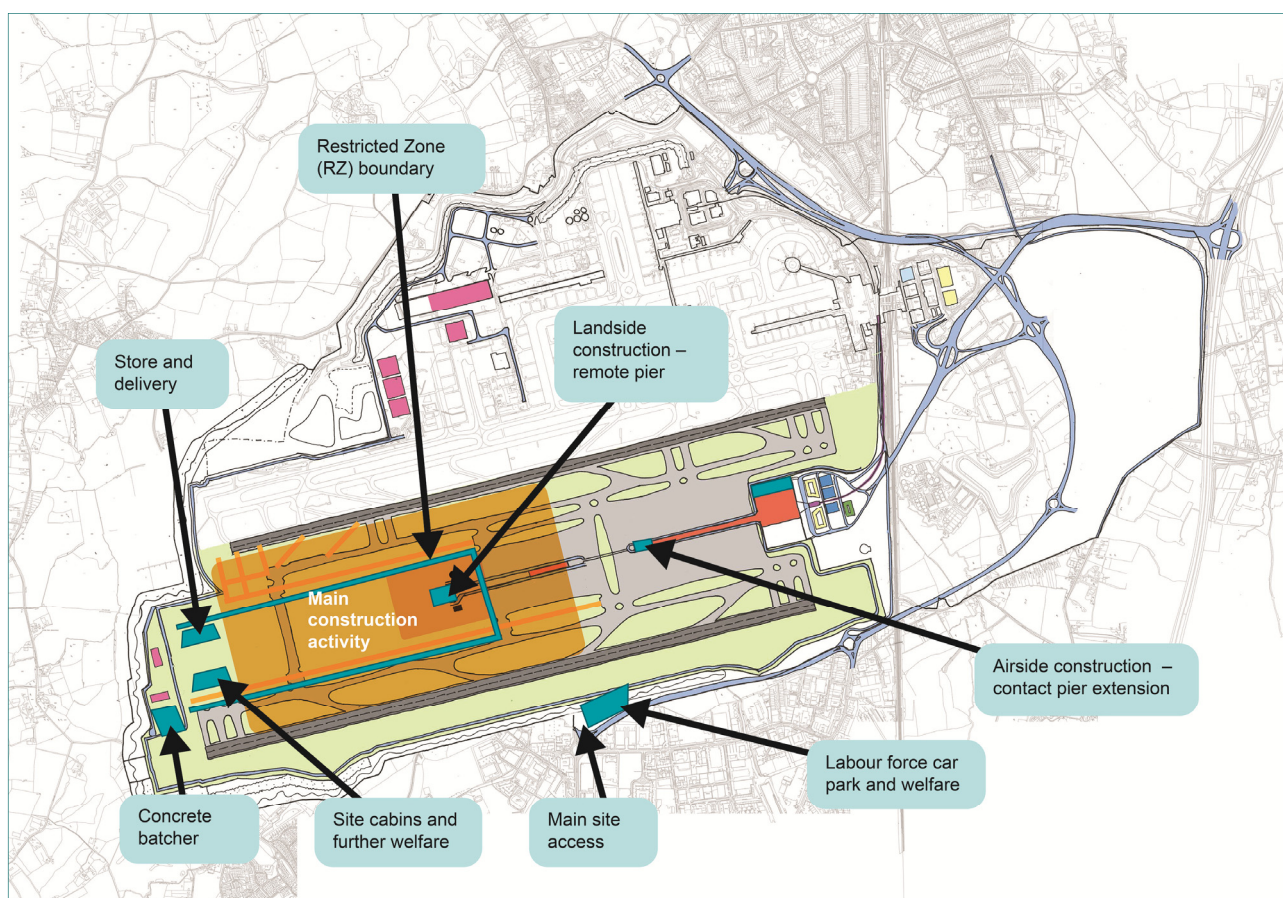 Restricted Zone
(RZ) boundary
Landside
construction –
remote pier
Store and
delivery
Main
construction
activity
Airside construction –
contact pier extension
Labour force car
park and welfare
Concrete
batcher
Site cabins and
further welfare
Main site
access